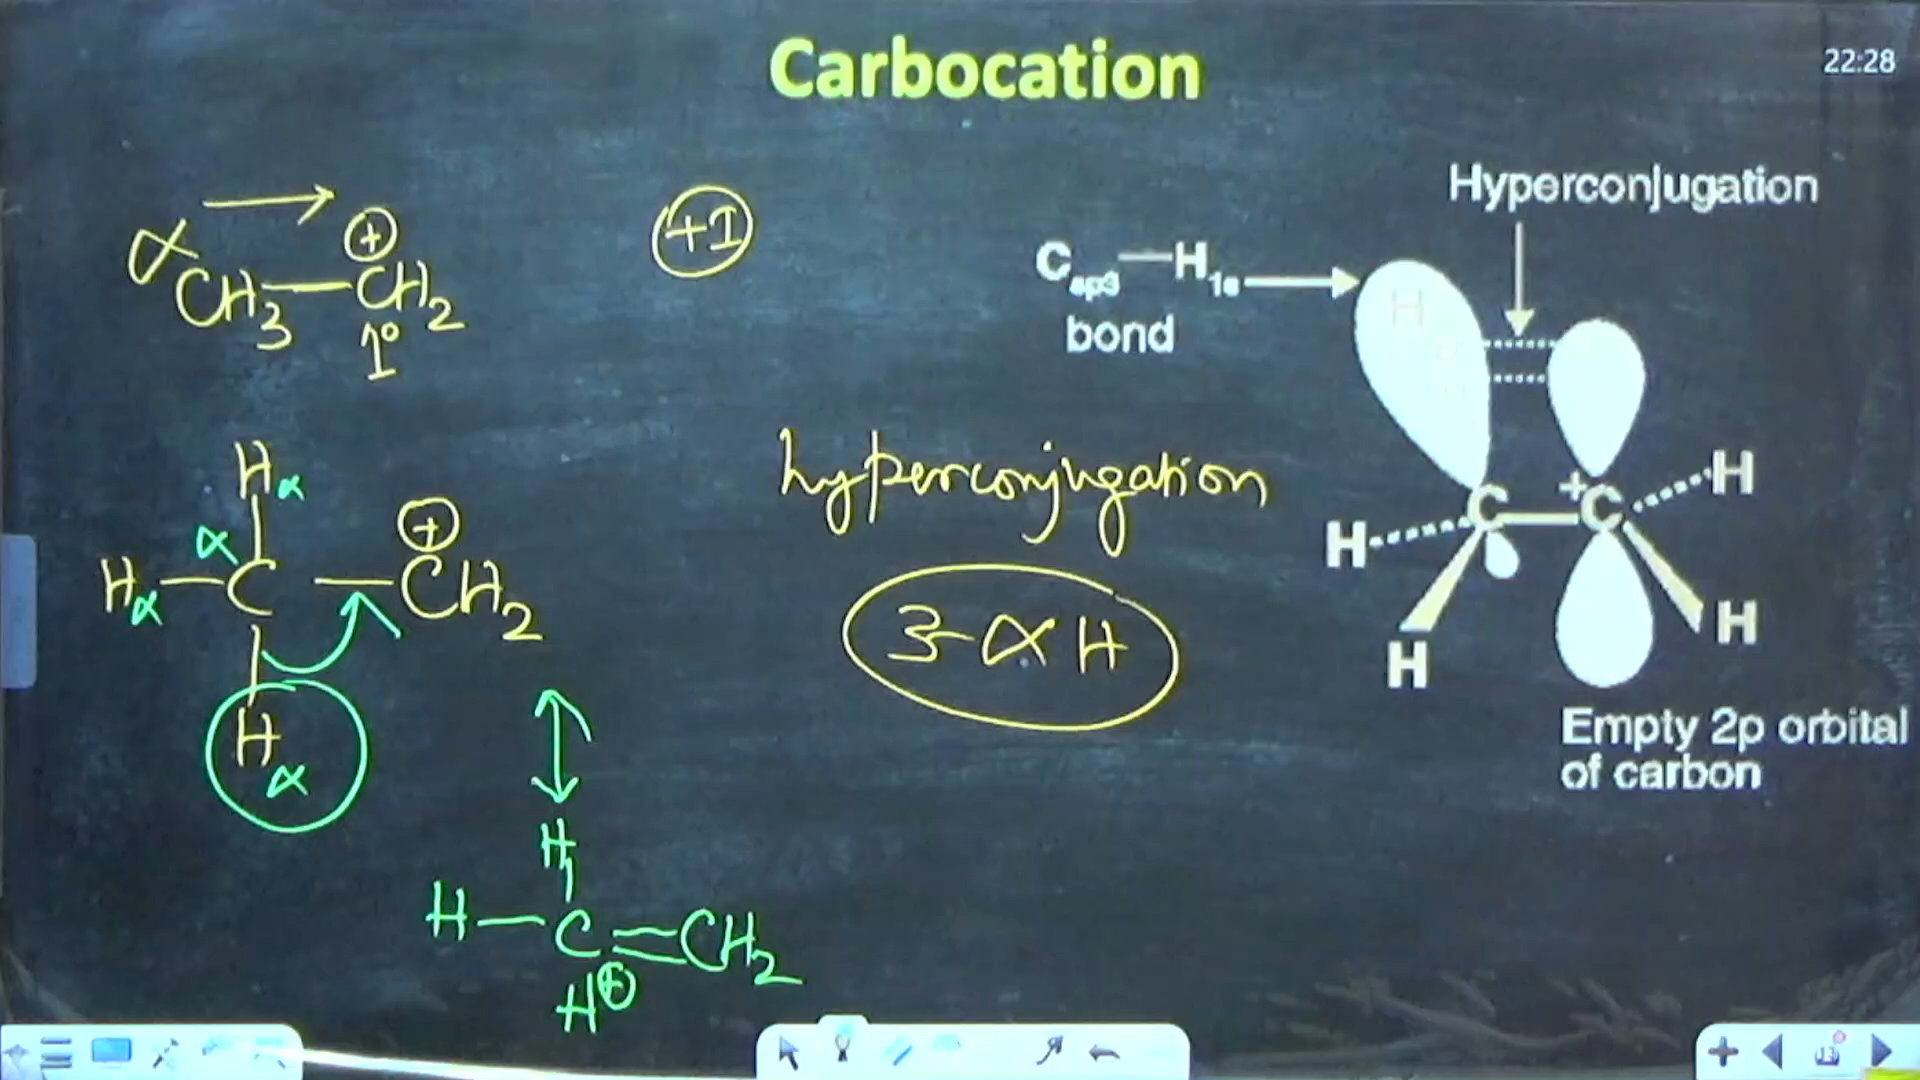 Carbocation
22:28
α
⊕
CH3—CH2
1°
+I
Hyperconjugation
Csp3—H1s
bond
H
C—+C
H
H
H
H
Empty 2p orbital
of carbon
hyperconjugation
3-αH
Hα
α
⊕
Hα—C—CH2
Hα
H
H—C=CH2
H⊕